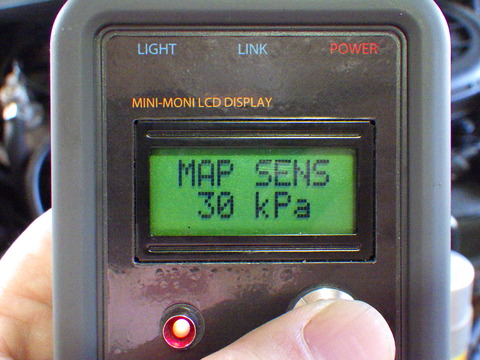 LIGHT LINK POWER
MINI-MONI LCD DISPLAY
MAP SENS
30 kPa